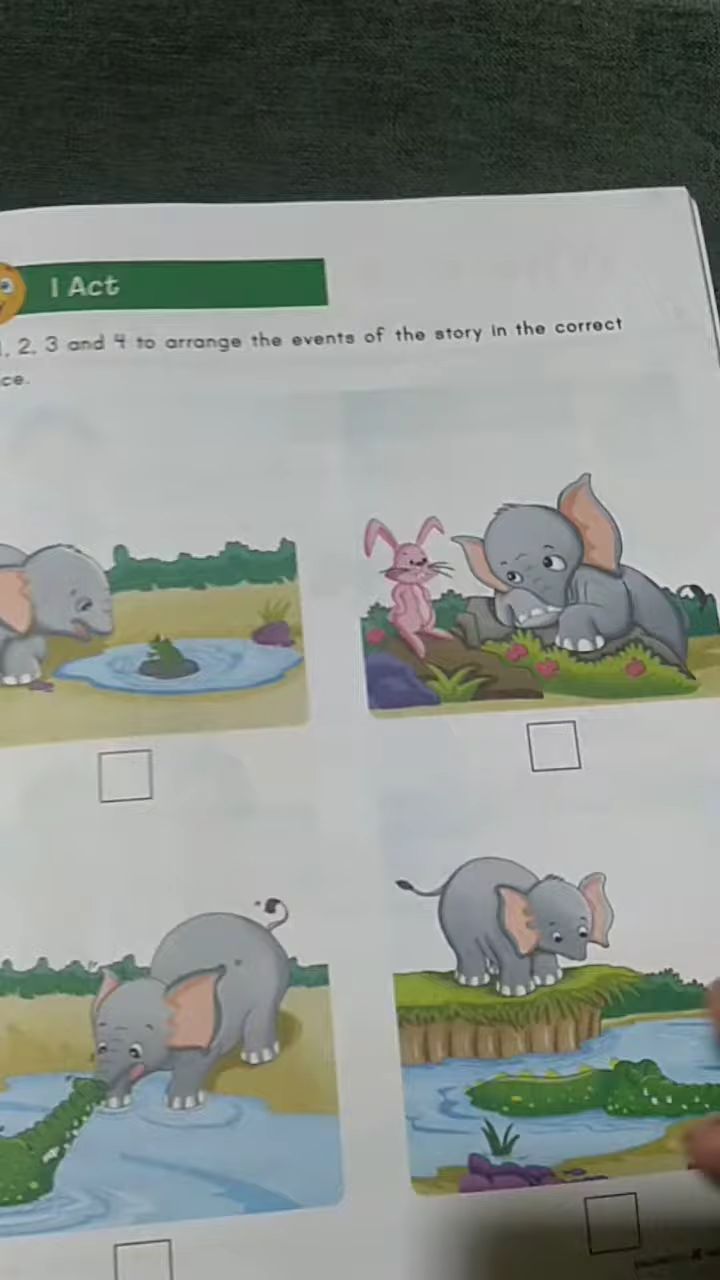 I Act
1, 2, 3 and 4 to arrange the events of the story in the correct
ce.